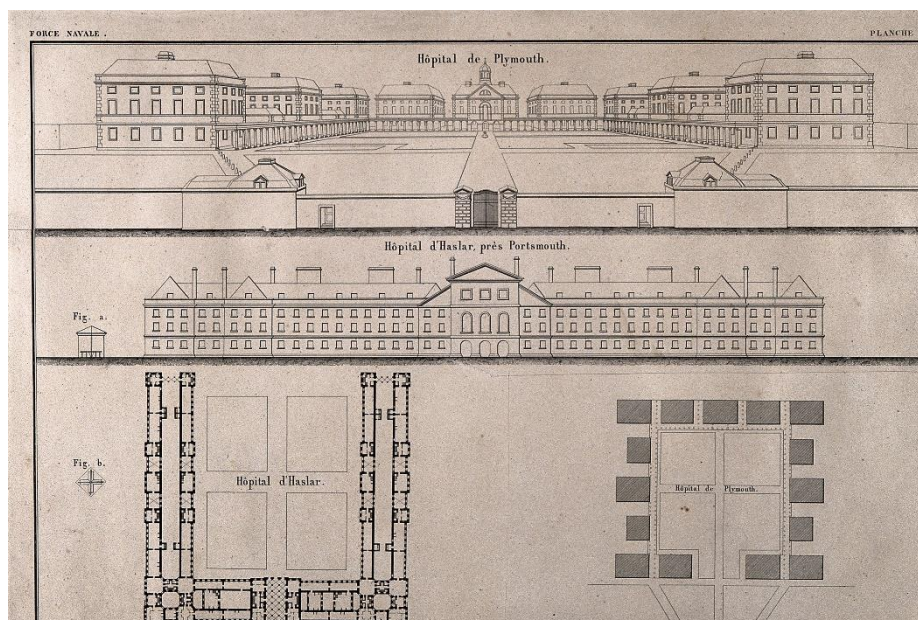 FORCE NAVALE.
PLANCHE
Hôpital de Plymouth.
Hôpital d'Haslar, près Portsmouth.
Fig. a.
Fig. b.
Hôpital d'Haslar.
Hôpital de Plymouth.